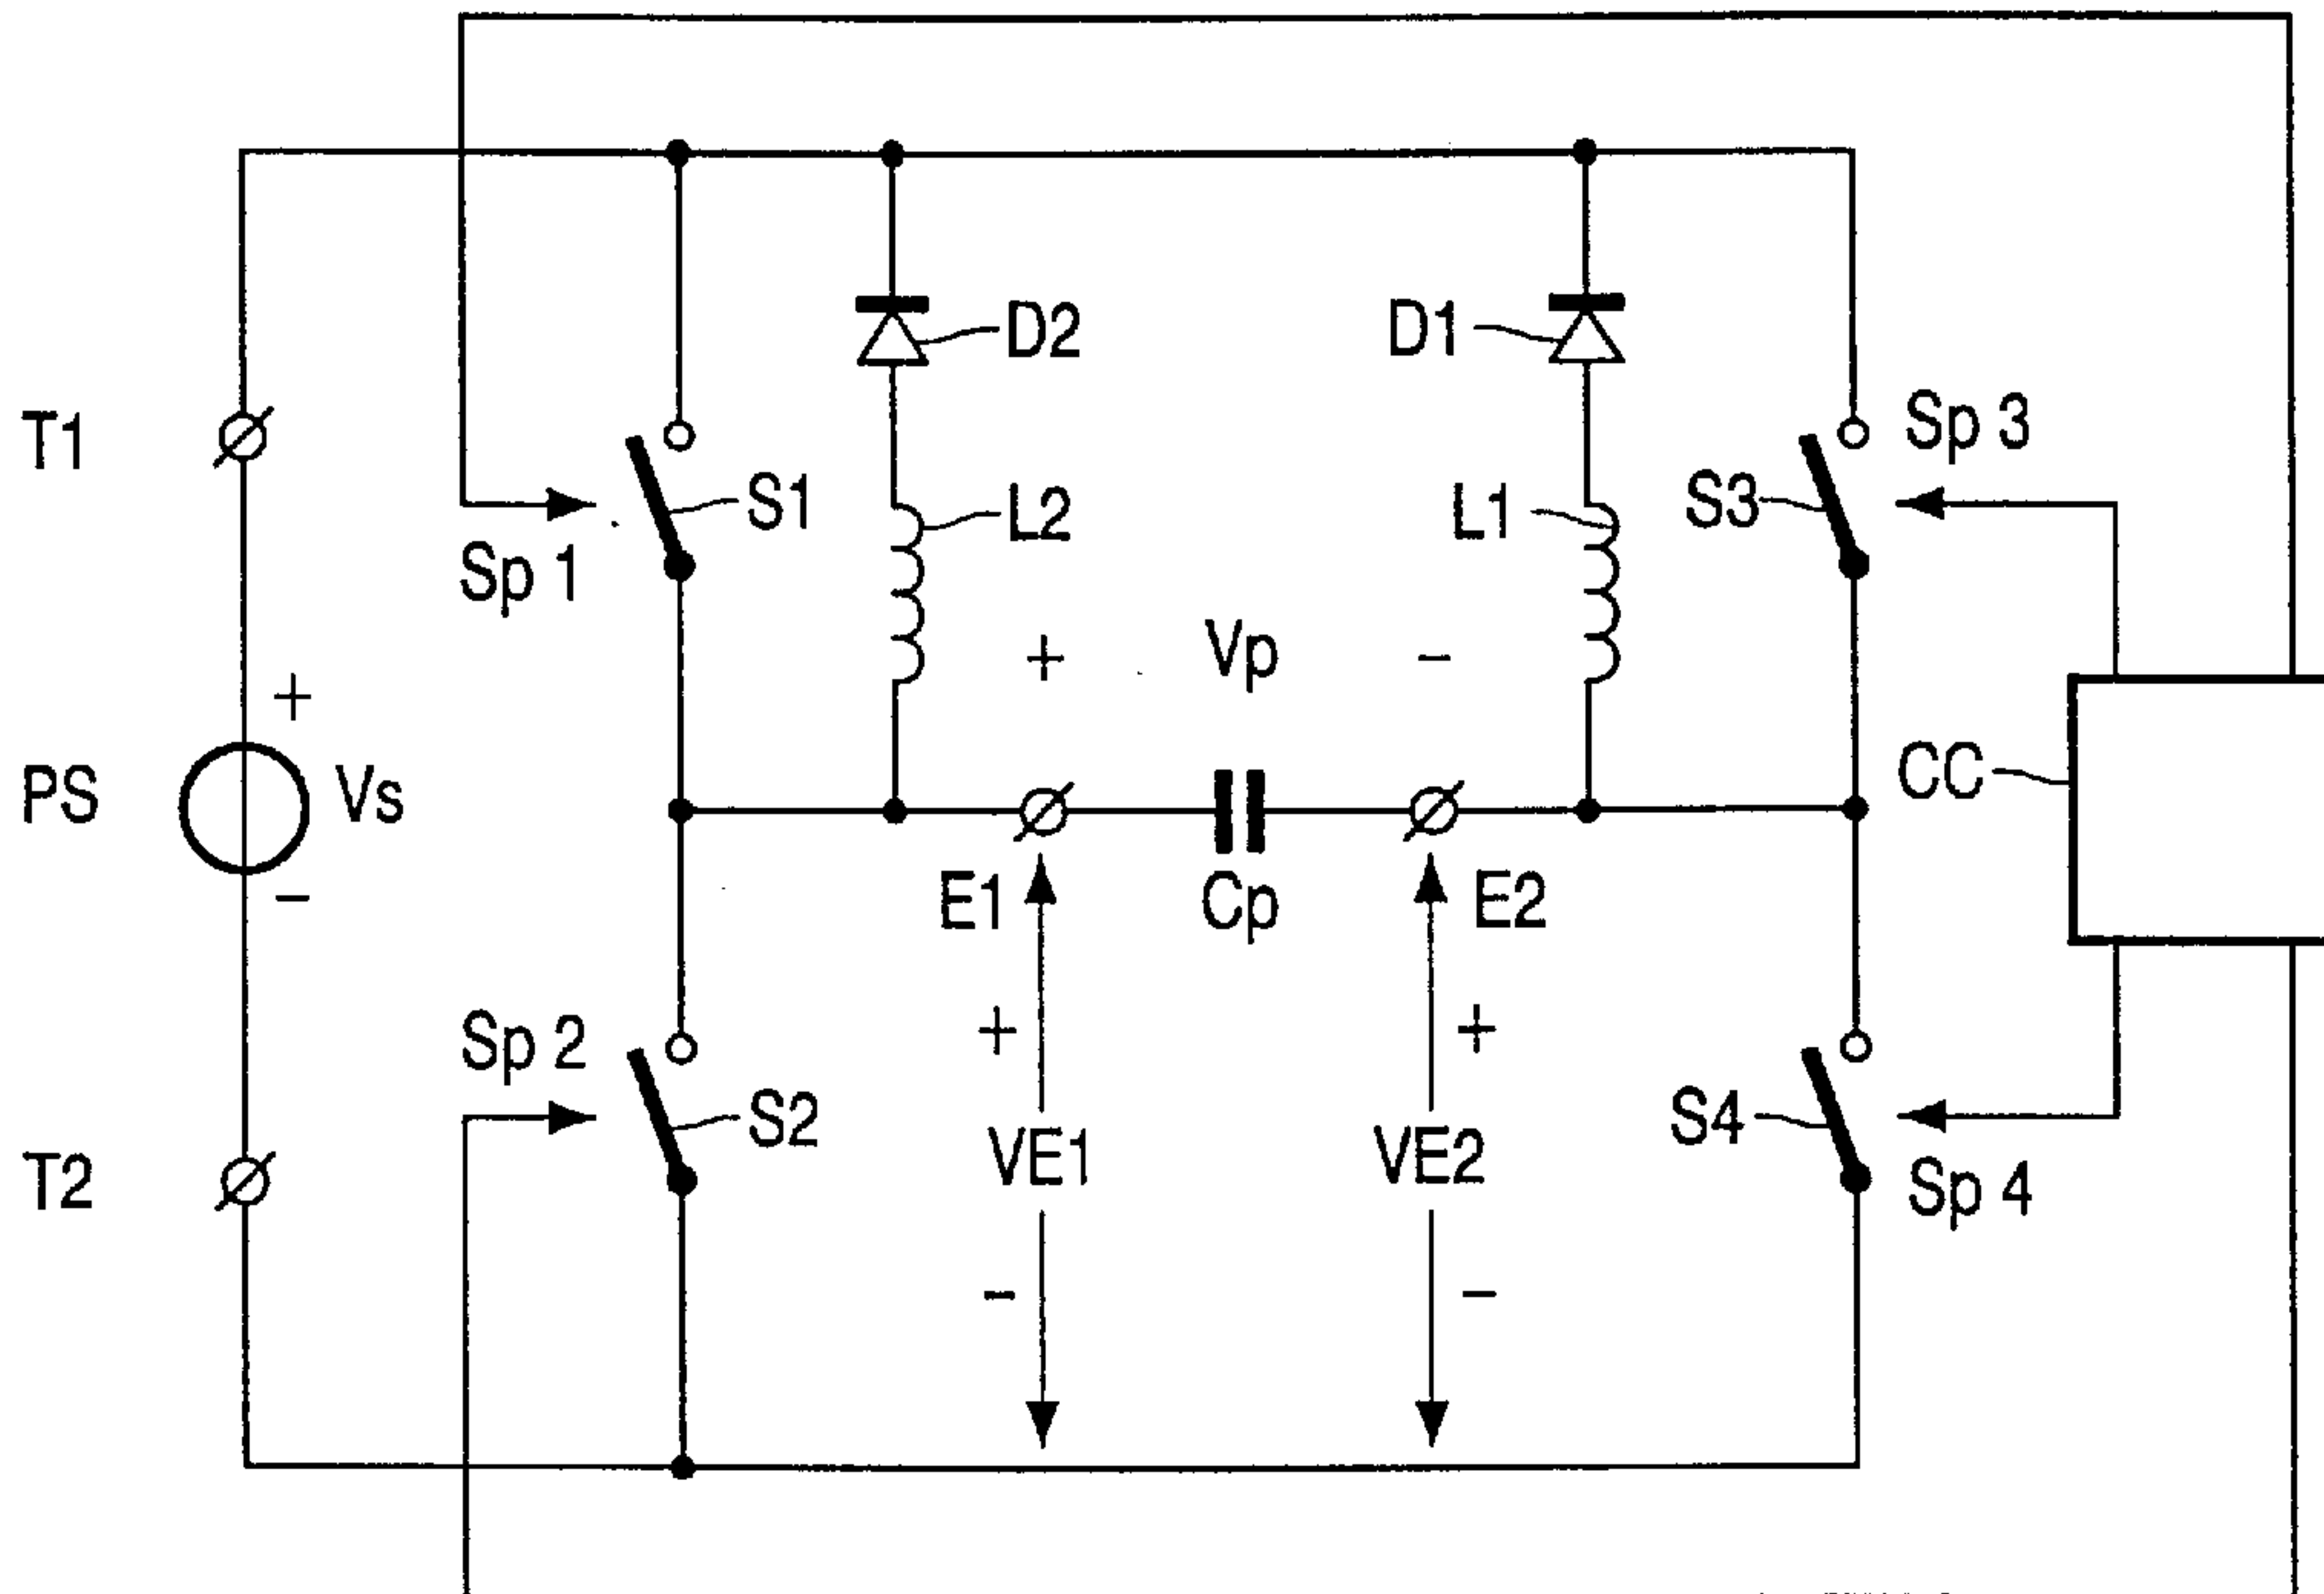 D2
D1
T1
Sp 3
S1
L2
L1
S3
Sp 1
+
Vp
-
+
PS
Vs
CC
-
E1
Cp
E2
Sp 2
+
+
S2
S4
VE1
VE2
T2
Sp 4
-
-